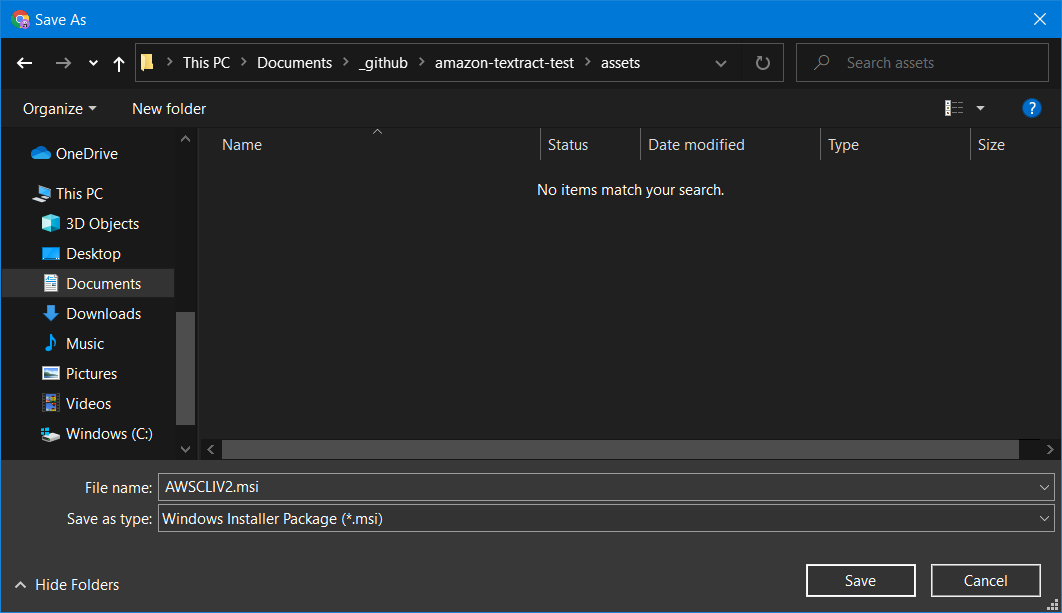 Save As
This PC Documents _github amazon-textract-test assets Search assets
Organize New folder ?
Name Status Date modified Type Size
No items match your search.
OneDrive
This PC
3D Objects
Desktop
Documents
Downloads
Music
Pictures
Videos
Windows (C:)
File name: AWSCLIV2.msi
Save as type: Windows Installer Package (*.msi)
Hide Folders Save Cancel